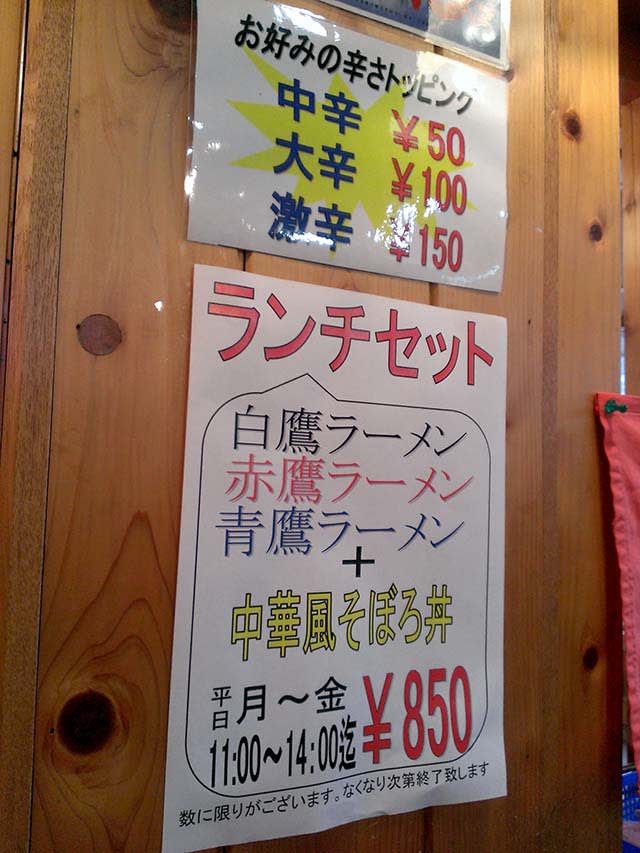 お好みの辛さトッピング
中辛 ¥50
大辛 ¥100
激辛 ¥150
ランチセット
白鷹ラーメン
赤鷹ラーメン
青鷹ラーメン
+
中華風そぼろ丼
平日 月～金
11:00～14:00迄 ¥850
数に限りがございます。なくなり次第終了致します